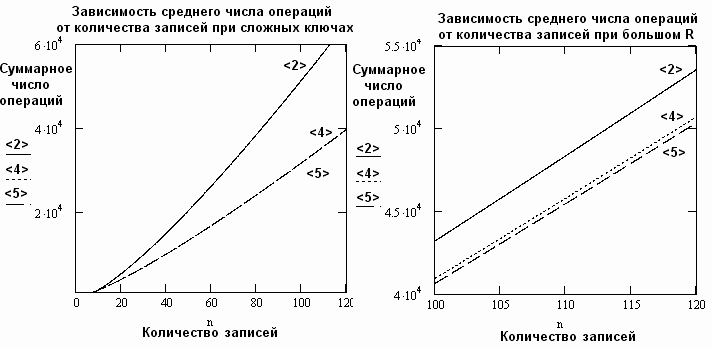 Зависимость среднего числа операций
от количества записей при сложных ключах
6·10⁴
Суммарное
число
операций
<2>
4·10⁴
<4>
<2>
<4>
<5>
<5>
2·10⁴
0
20
40
60
80
100
120
n
Количество записей
Зависимость среднего числа операций
от количества записей при большом R
5.5·10⁴
Суммарное
число
операций
<2>
5·10⁴
<4>
<2>
<5>
<4>
<5>
4.5·10⁴
4·10⁴
100
105
110
115
120
n
Количество записей